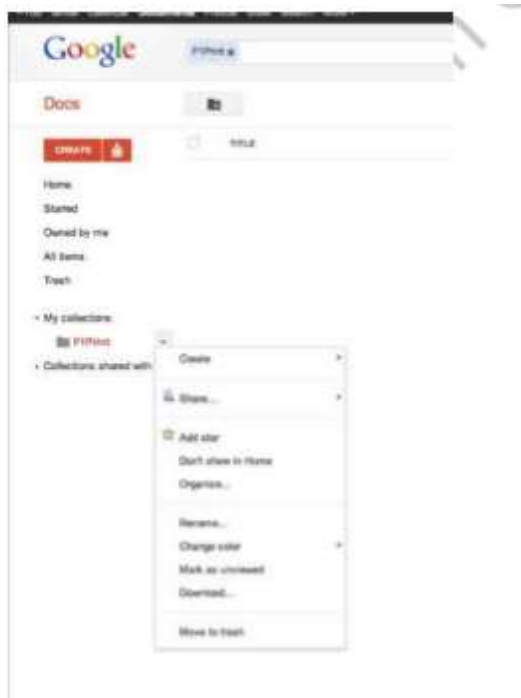 Google
Docs
TITLE
CREATE
Home
Starred
Owned by me
All items
Trash
My collections
Collections shared with
Create
Share...
Add star
Don't show in Home
Organize...
Rename...
Change color
Mark as unviewed
Download...
Move to trash